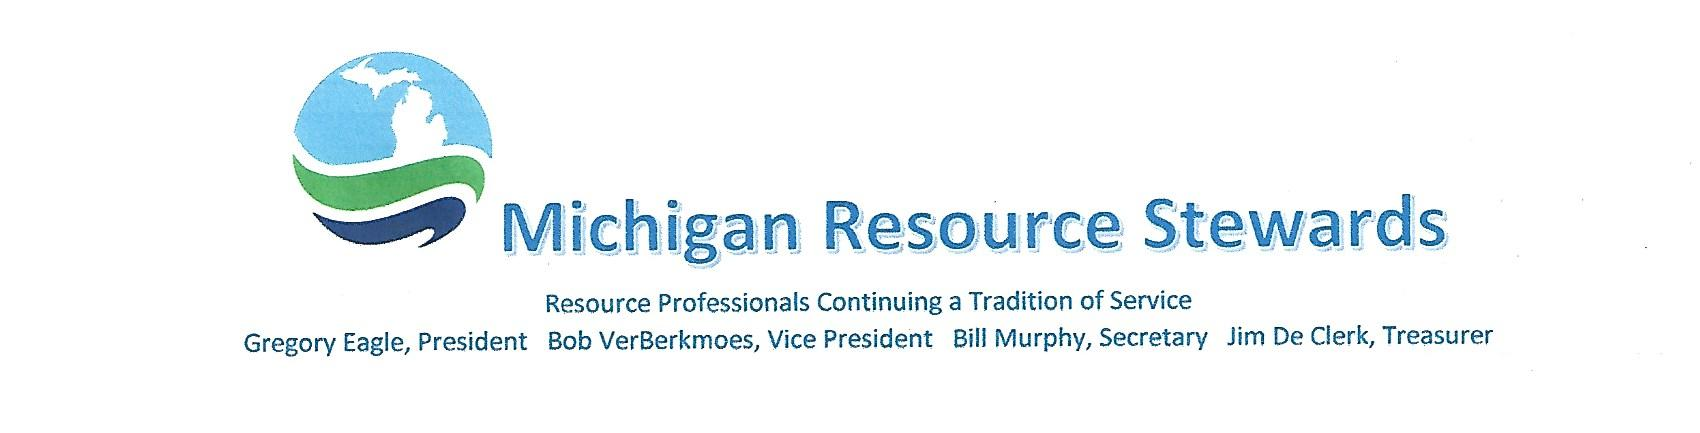 Michigan Resource Stewards
Resource Professionals Continuing a Tradition of Service
Gregory Eagle, President Bob VerBerkmoes, Vice President Bill Murphy, Secretary Jim De Clerk, Treasurer